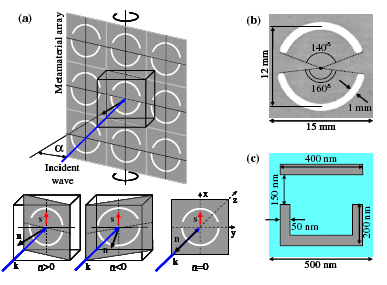 (a)
Metamaterial array
α
Incident
wave
s
n
k
α>0
s
n
k
α<0
x
z
s
y
n
k
α=0
(b)
12 mm
140°
160°
1 mm
15 mm
(c)
400 nm
150 nm
50 nm
200 nm
500 nm